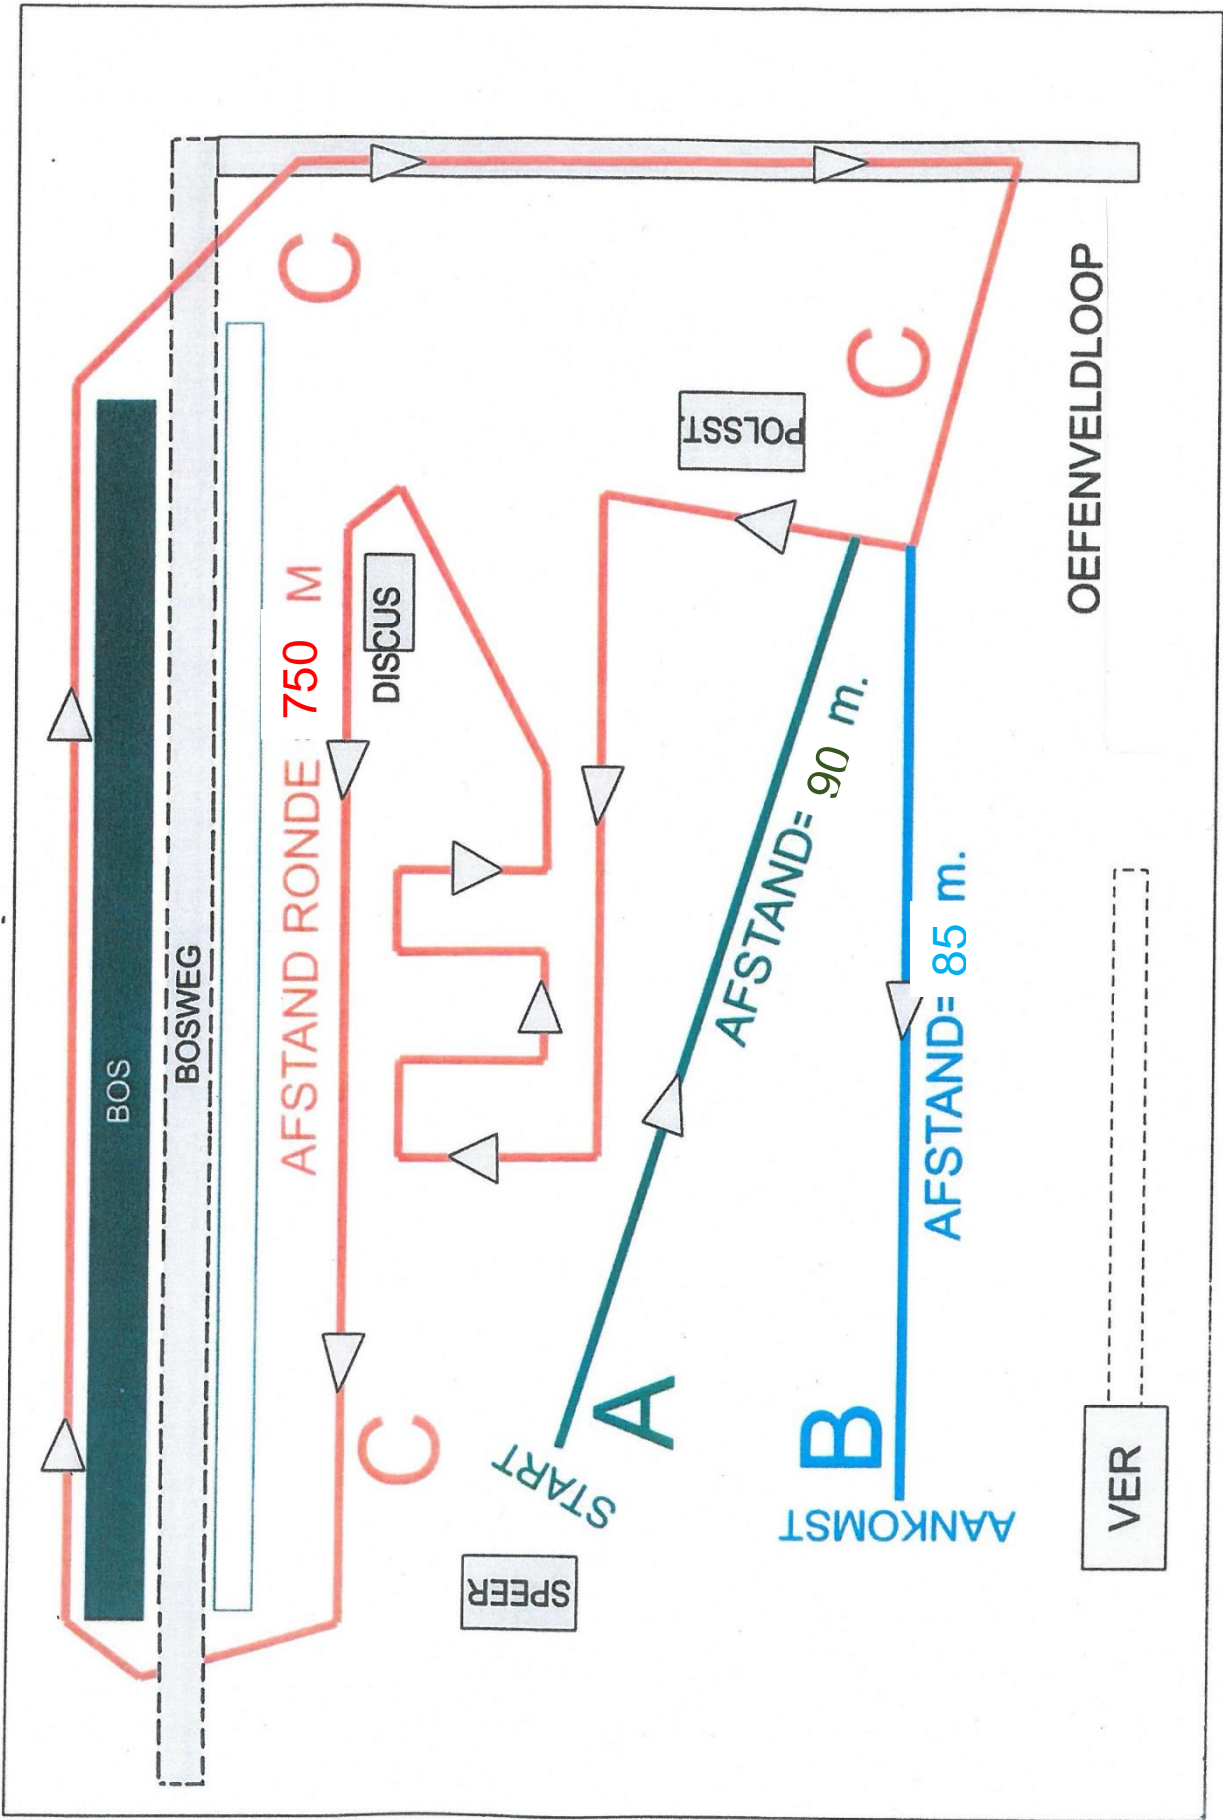 BOS
BOSWEG
AFSTAND RONDE : 750 M
C
C
C
DISCUS
POLSST.
START
A
AFSTAND= 90 m.
B
AANKOMST
AFSTAND= 85 m.
SPEER
VER
OEFENVELDLOOP